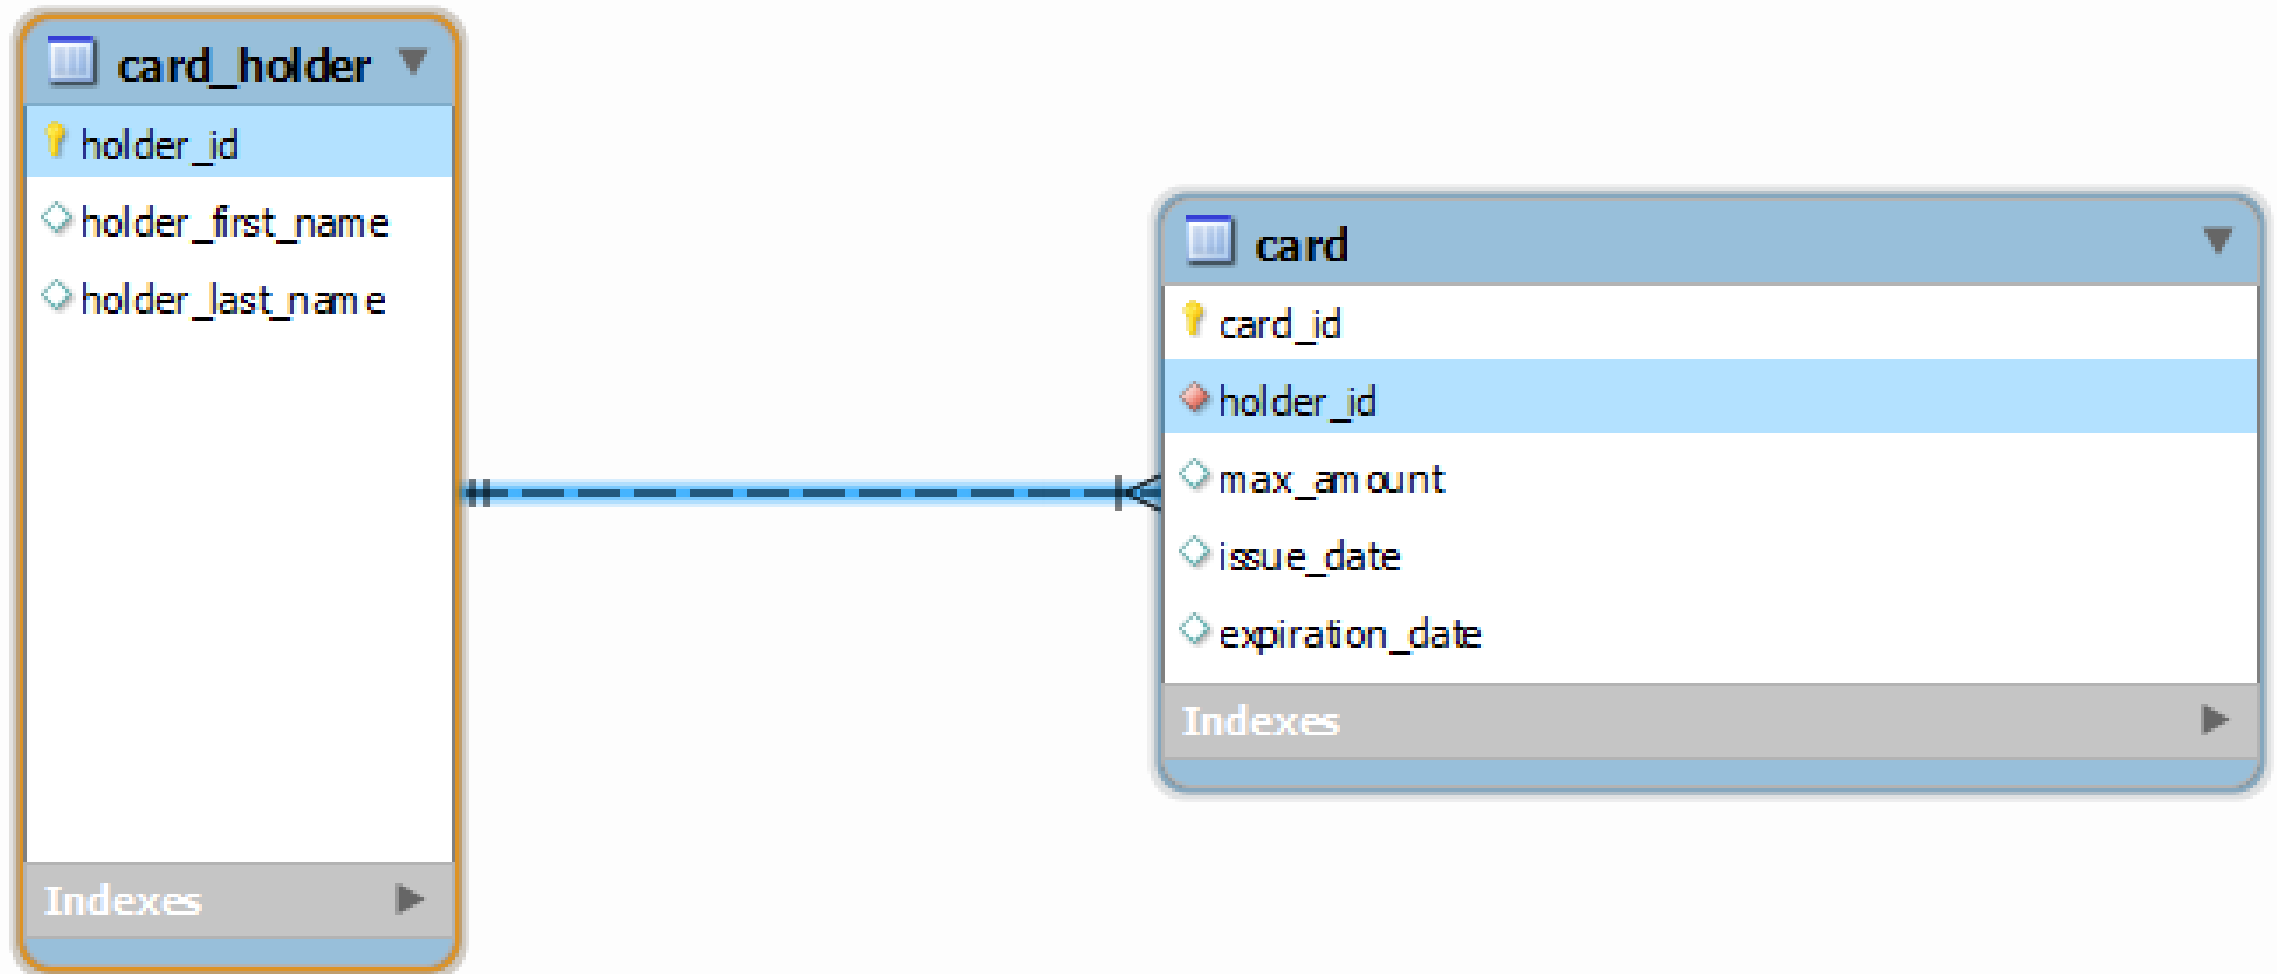 card_holder
holder_id
holder_first_name
holder_last_name
Indexes
card
card_id
holder_id
max_amount
issue_date
expiration_date
Indexes